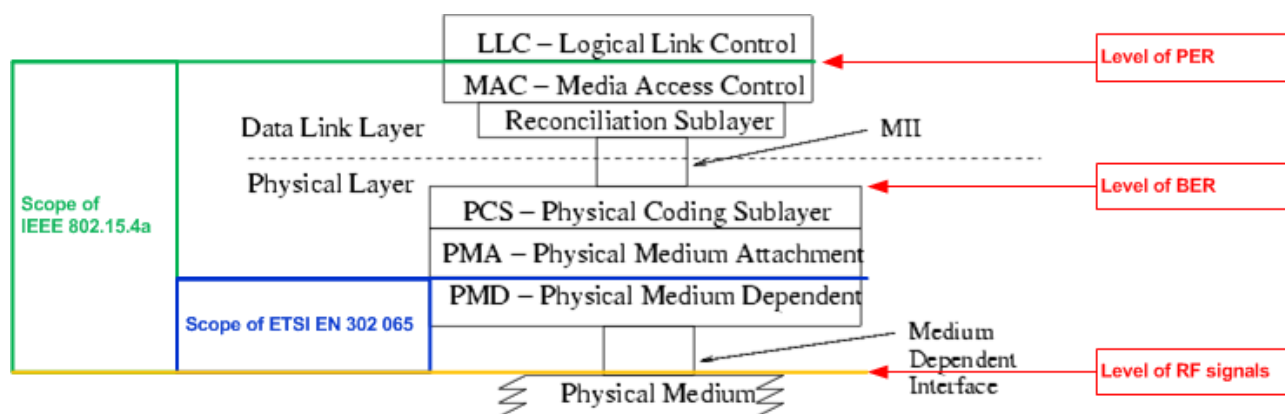 LLC – Logical Link Control
Level of PER
MAC – Media Access Control
Reconciliation Sublayer
Data Link Layer
MII
Physical Layer
Level of BER
Scope of
IEEE 802.15.4a
PCS – Physical Coding Sublayer
PMA – Physical Medium Attachment
PMD – Physical Medium Dependent
Scope of ETSI EN 302 065
Medium
Dependent
Interface
Level of RF signals
Physical Medium